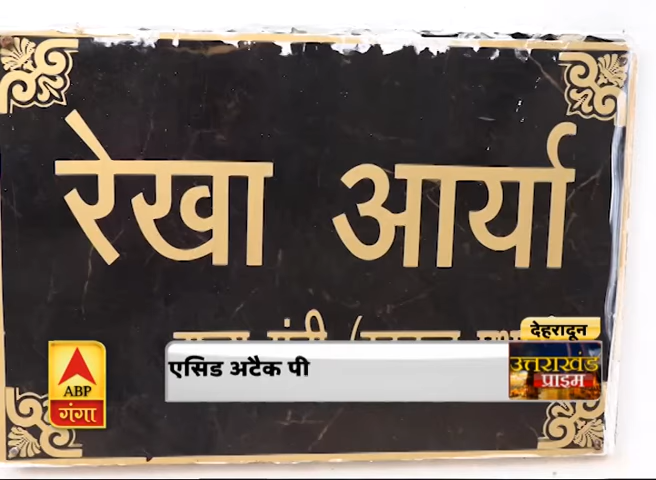 रेखा आर्या
देहरादून
एसिड अटैक पी
उत्तराखंड
प्राइम
ABP
गंगा